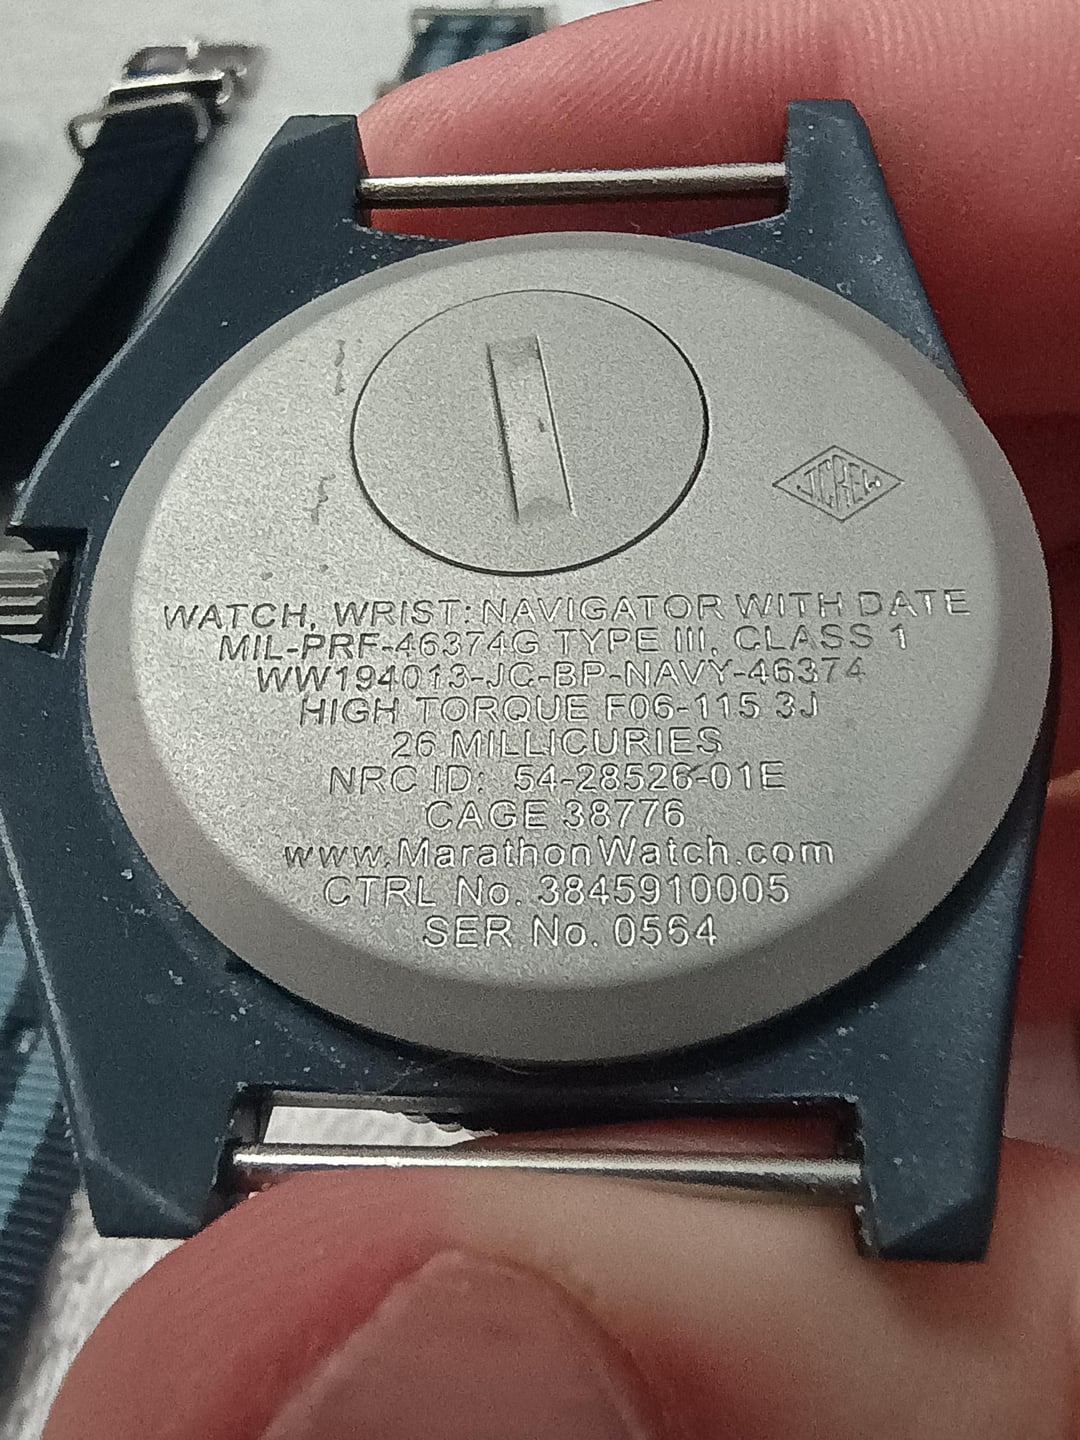 JCREW
WATCH, WRIST: NAVIGATOR WITH DATE
MIL-PRF-46374G TYPE III, CLASS 1
WW194013-JC-BP-NAVY-46374
HIGH TORQUE F06-115 3J
26 MILLICURIES
NRC ID: 54-28526-01E
CAGE 38776
www.MarathonWatch.com
CTRL No. 3845910005
SER No. 0564